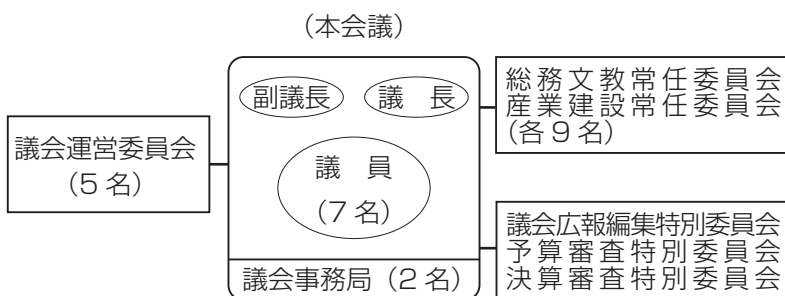 （本会議）
副議長
議　長
議　員
（7 名）
議会事務局（2 名）
議会運営委員会
（5 名）
総務文教常任委員会
産業建設常任委員会
（各 9 名）
議会広報編集特別委員会
予算審査特別委員会
決算審査特別委員会